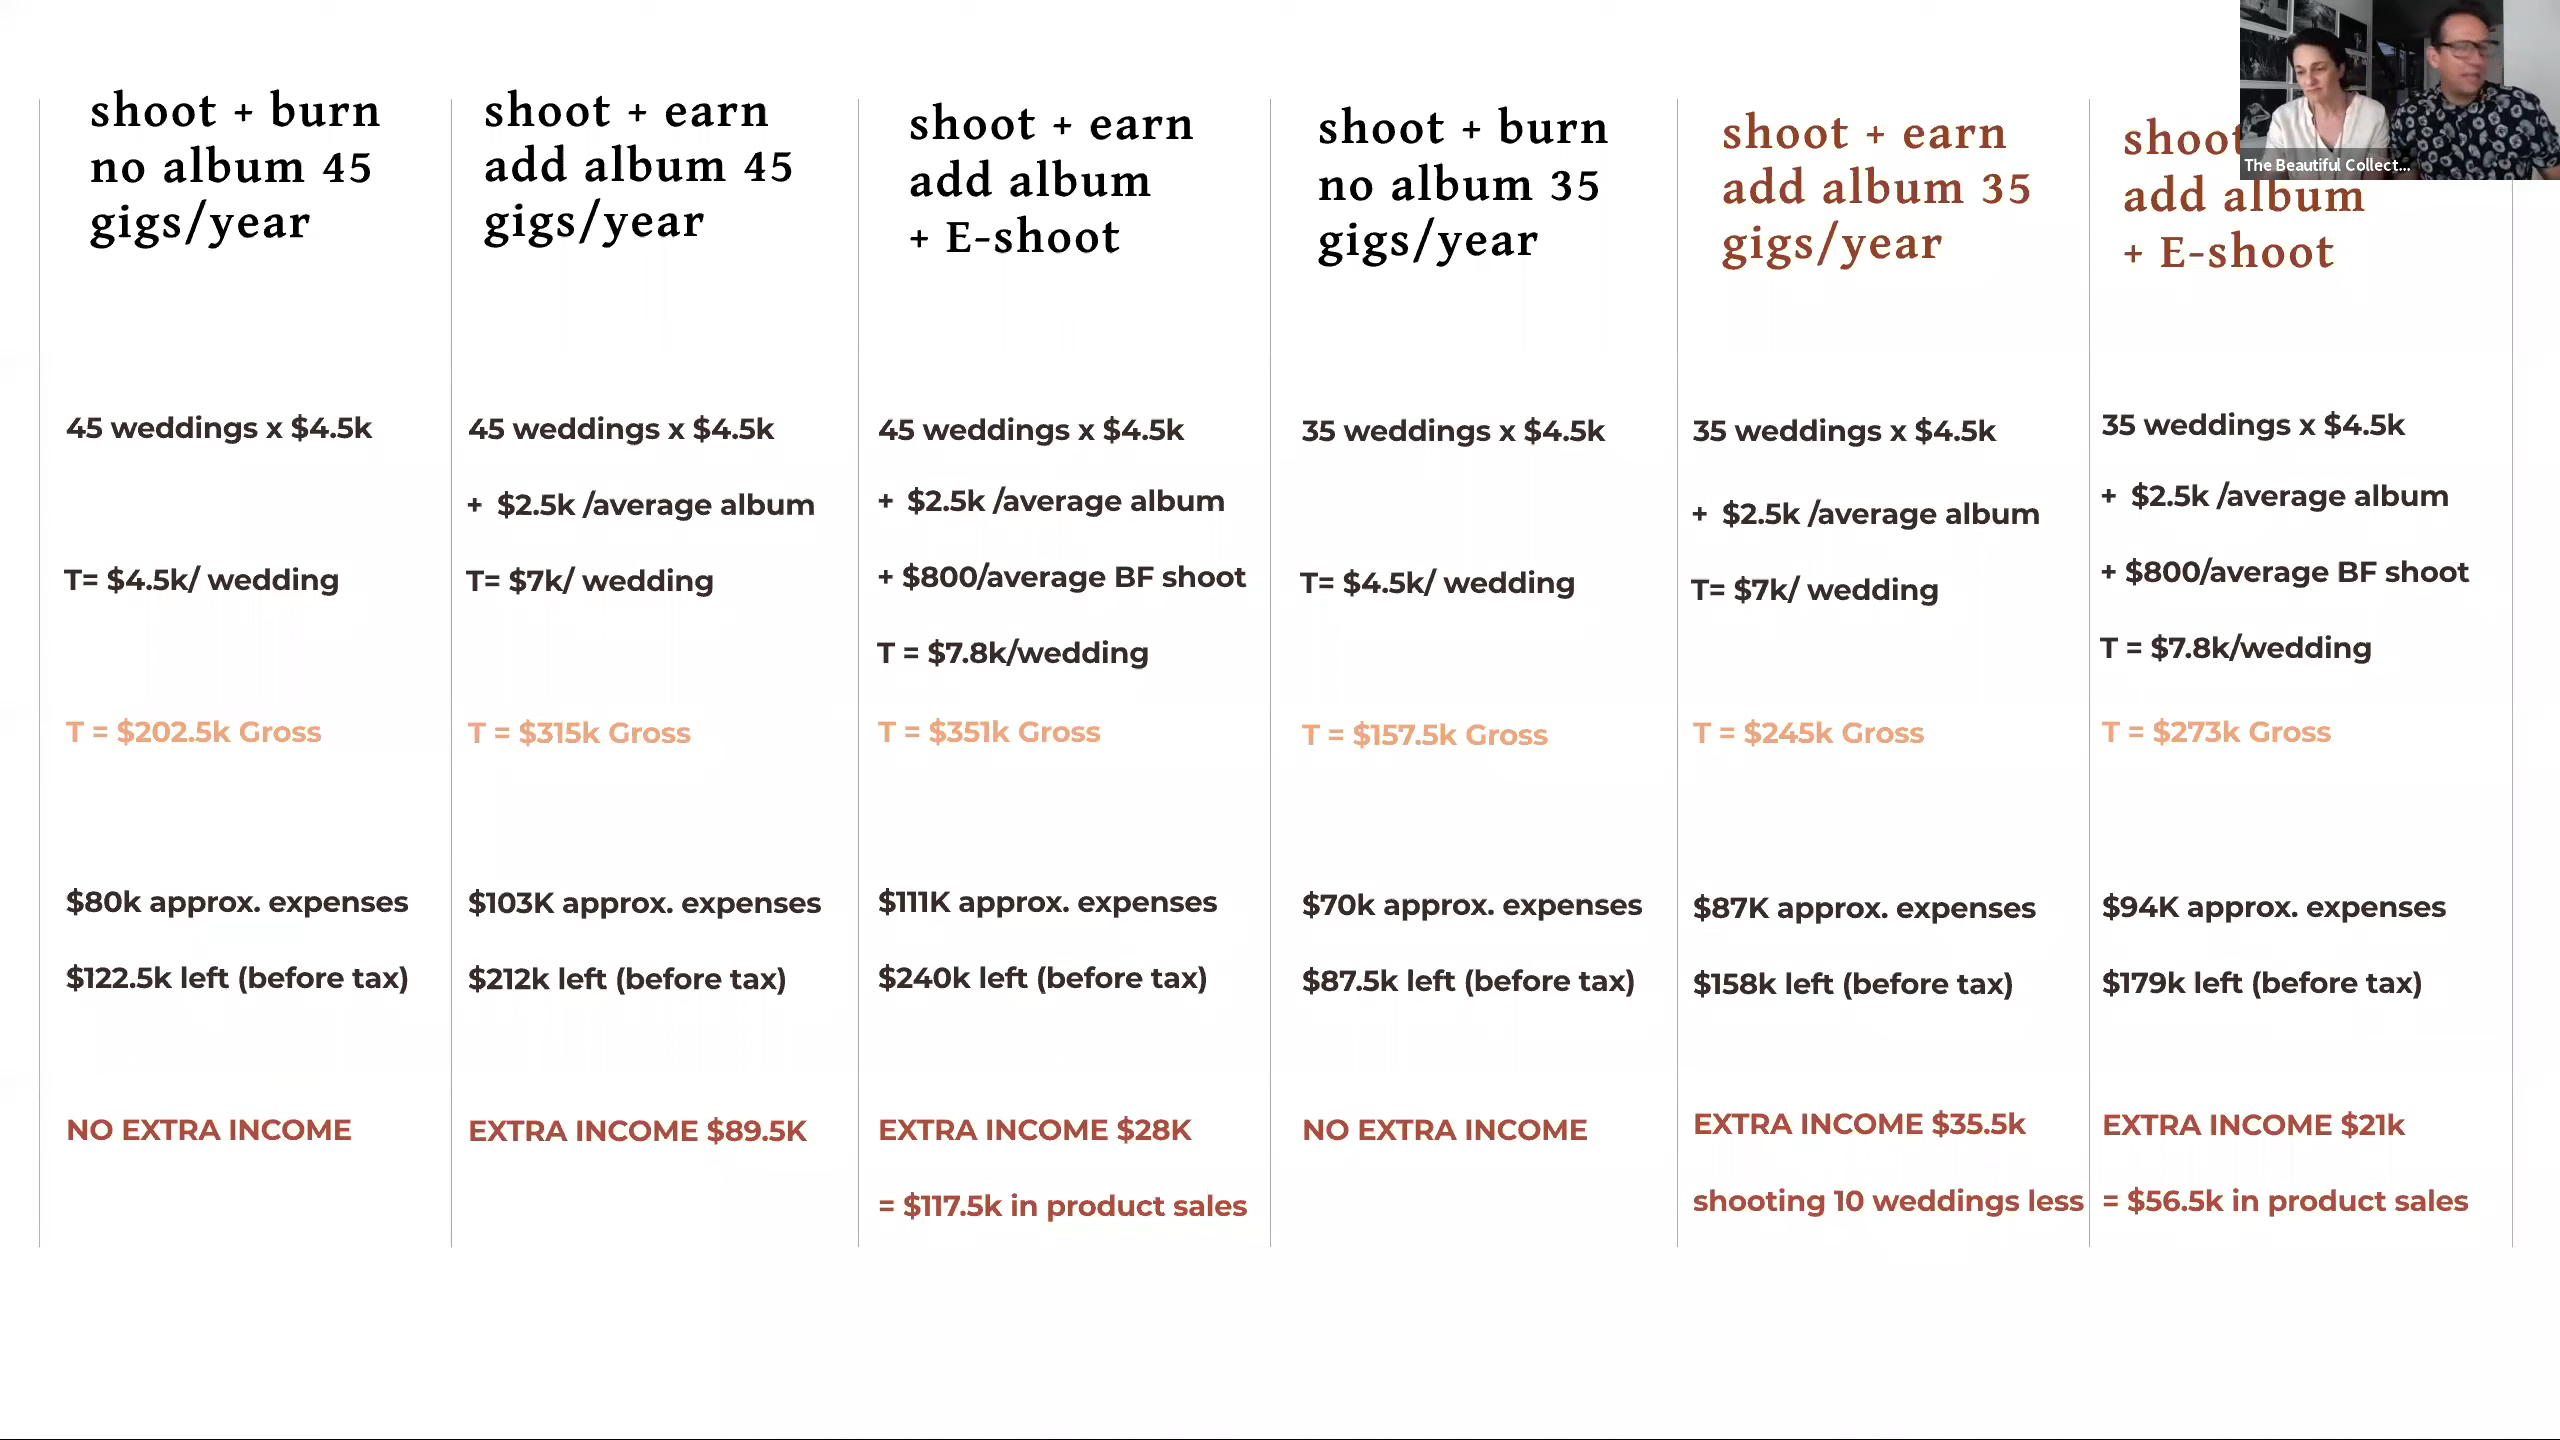 shoot + burn
no album 45
gigs/year
45 weddings x $4.5k
T= $4.5k/ wedding
T = $202.5k Gross
$80k approx. expenses
$122.5k left (before tax)
NO EXTRA INCOME
shoot + earn
add album 45
gigs/year
45 weddings x $4.5k
+ $2.5k /average album
T= $7k/ wedding
T = $315k Gross
$103K approx. expenses
$212k left (before tax)
EXTRA INCOME $89.5K
shoot + earn
add album
+ E-shoot
45 weddings x $4.5k
+ $2.5k /average album
+ $800/average BF shoot
T = $7.8k/wedding
T = $351k Gross
$111K approx. expenses
$240k left (before tax)
EXTRA INCOME $28K
= $117.5k in product sales
shoot + burn
no album 35
gigs/year
35 weddings x $4.5k
T= $4.5k/ wedding
T = $157.5k Gross
$70k approx. expenses
$87.5k left (before tax)
NO EXTRA INCOME
shoot + earn
add album 35
gigs/year
35 weddings x $4.5k
+ $2.5k /average album
T= $7k/ wedding
T = $245k Gross
$87K approx. expenses
$158k left (before tax)
EXTRA INCOME $35.5k
shooting 10 weddings less
shoot
add album
+ E-shoot
35 weddings x $4.5k
+ $2.5k /average album
+ $800/average BF shoot
T = $7.8k/wedding
T = $273k Gross
$94K approx. expenses
$179k left (before tax)
EXTRA INCOME $21k
= $56.5k in product sales
The Beautiful Collect...